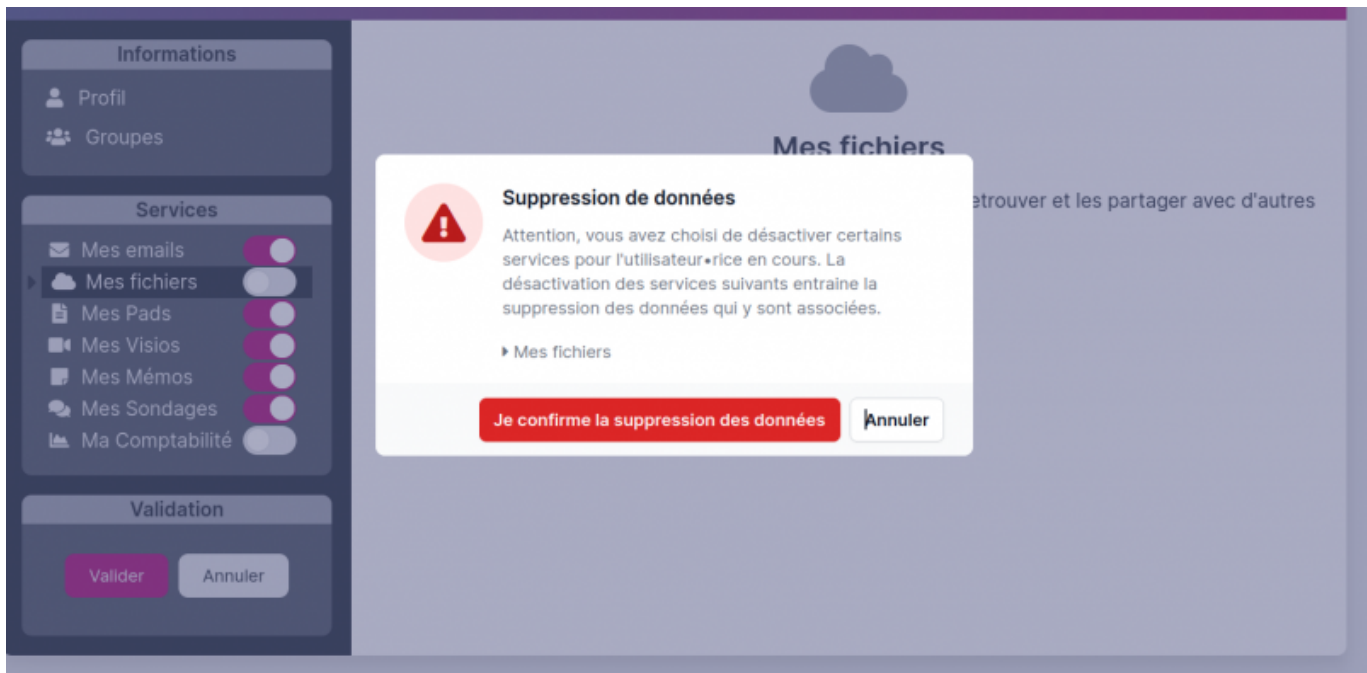 Informations
Profil
Groupes
Services
Mes emails
Mes fichiers
Mes Pads
Mes Visios
Mes Mémos
Mes Sondages
Ma Comptabilité
Validation
Valider
Annuler
Mes fichiers
etrouver et les partager avec d'autres
Suppression de données
Attention, vous avez choisi de désactiver certains
services pour l'utilisateur•rice en cours. La
désactivation des services suivants entraine la
suppression des données qui y sont associées.
Mes fichiers
Je confirme la suppression des données
Annuler